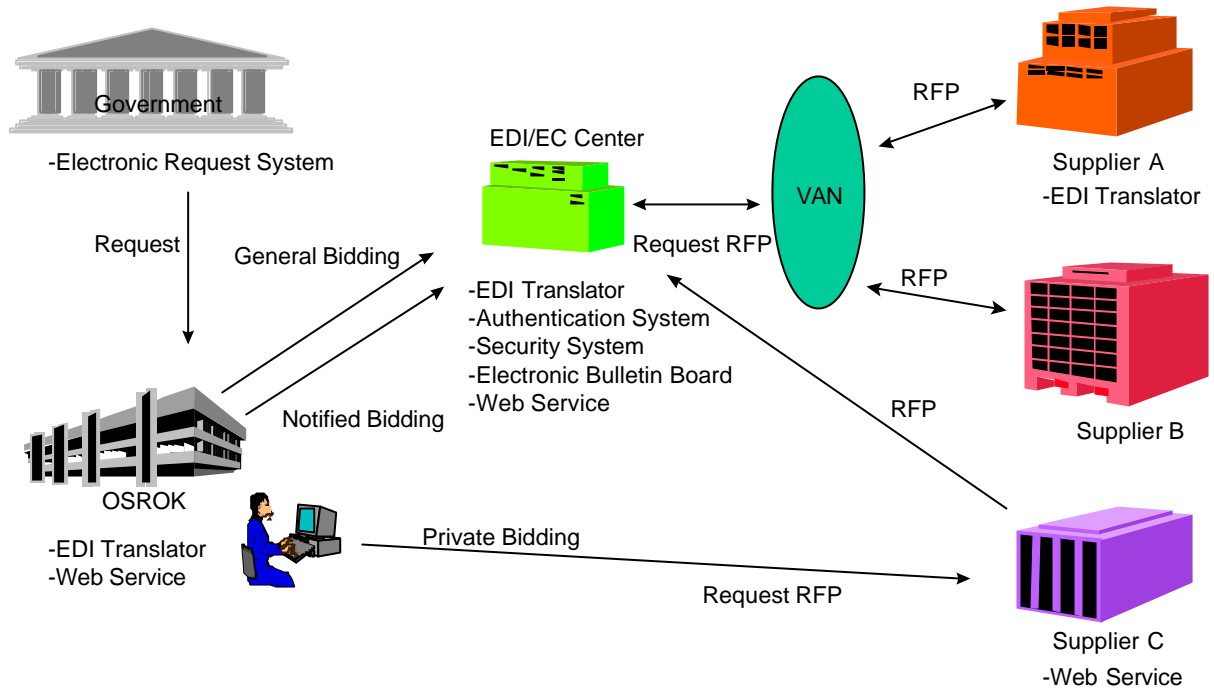 Government
-Electronic Request System
Request
General Bidding
Notified Bidding
OSROK
-EDI Translator
-Web Service
EDI/EC Center
-EDI Translator
-Authentication System
-Security System
-Electronic Bulletin Board
-Web Service
Request RFP
VAN
RFP
Supplier A
-EDI Translator
RFP
Supplier B
RFP
Private Bidding
Request RFP
Supplier C
-Web Service